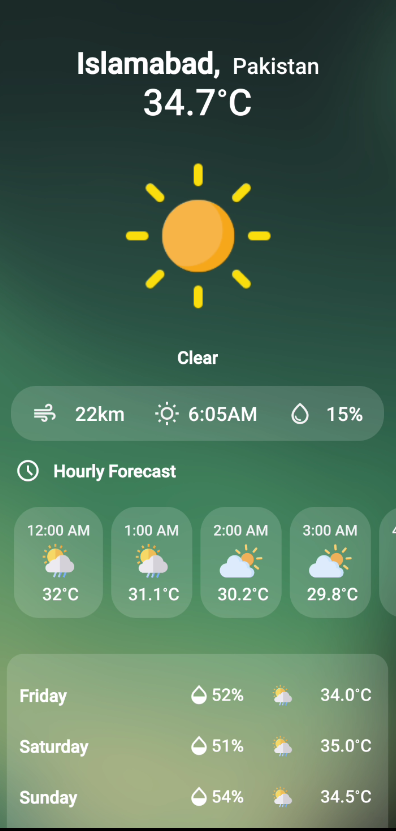 Islamabad, Pakistan
34.7°C
Clear
22km 6:05AM 15%
Hourly Forecast
12:00 AM 1:00 AM 2:00 AM 3:00 AM 4
32°C 31.1°C 30.2°C 29.8°C
Friday 52% 34.0°C
Saturday 51% 35.0°C
Sunday 54% 34.5°C